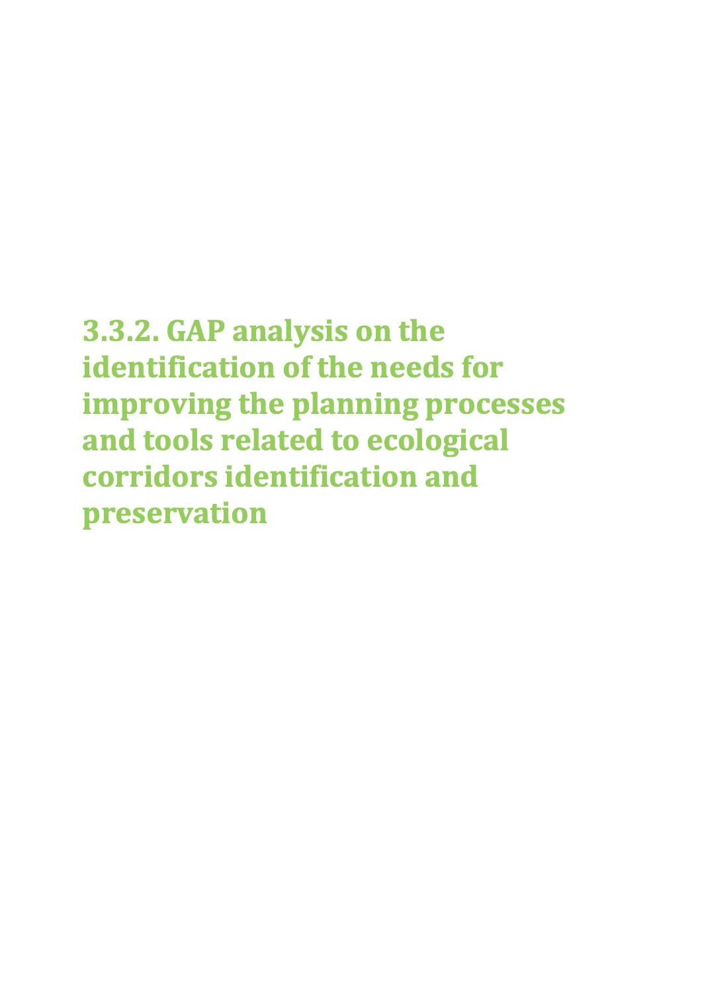 3.3.2. GAP analysis on the
identification of the needs for
improving the planning processes
and tools related to ecological
corridors identification and
preservation